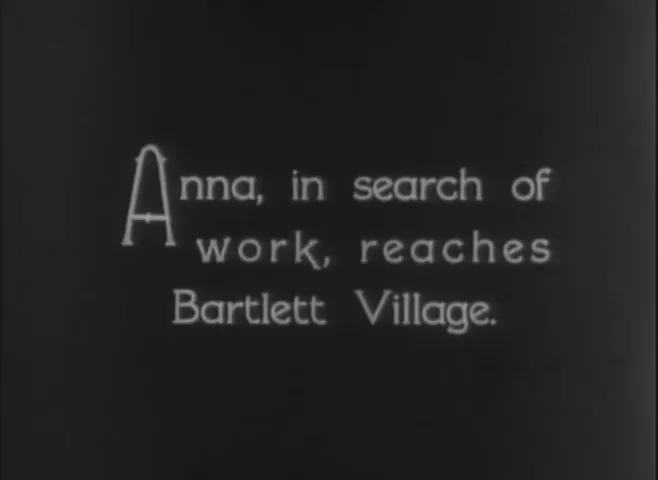 Anna, in search of
work, reaches
Bartlett Village.